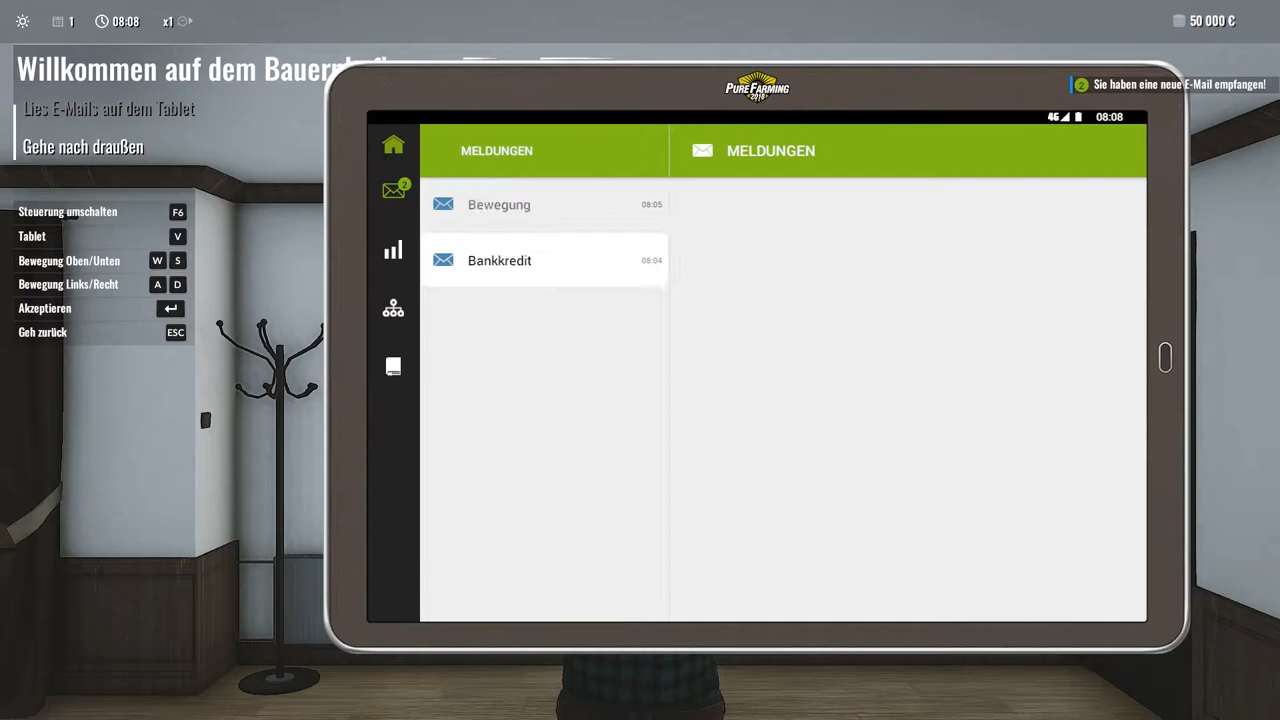 1 08:08 x1 50 000 €
Willkommen auf dem
Lies E-Mails auf dem Tablet
Gehe nach draußen
Steuerung umschalten F6
Tablet V
Bewegung Oben/Unten W S
Bewegung Links/Recht A D
Akzeptieren
Geh zurück ESC
PURE FARMING
2018
2 Sie haben eine neue E-Mail empfangen!
4G 08:08
2
MELDUNGEN
MELDUNGEN
Bewegung 08:05
Bankkredit 08:04